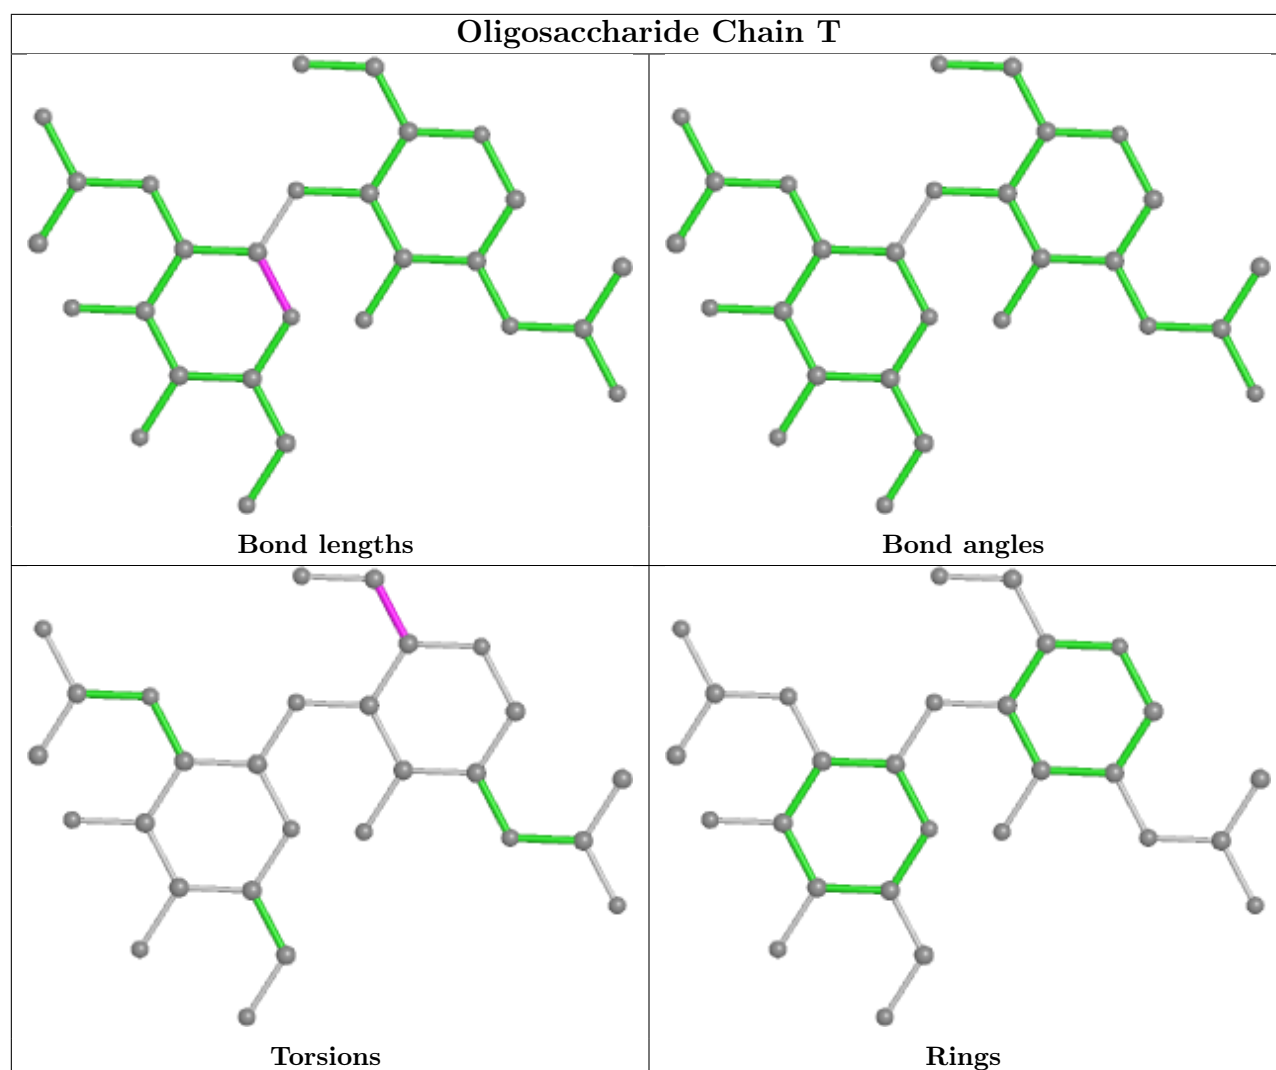 Oligosaccharide Chain T
Bond lengths
Bond angles
Torsions
Rings